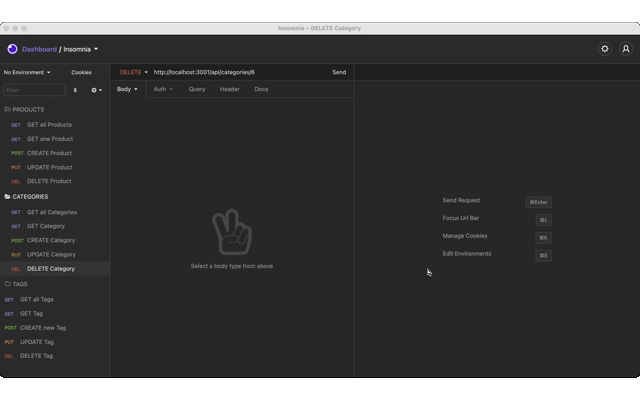 Insomnia – DELETE Category
Dashboard / Insomnia
No Environment
Cookies
DELETE
http://localhost:3001/api/categories/6
Send
Filter
Body
Auth
Query
Header
Docs
PRODUCTS
GET GET all Products
GET GET one Product
POST CREATE Product
PUT UPDATE Product
DEL DELETE Product
CATEGORIES
GET GET all Categories
GET GET Category
POST CREATE Category
PUT UPDATE Category
DEL DELETE Category
TAGS
GET GET all Tags
GET GET Tag
POST CREATE new Tag
PUT UPDATE Tag
DEL DELETE Tag
Select a body type from above
Send Request ⌘Enter
Focus Url Bar ⌘L
Manage Cookies ⌘K
Edit Environments ⌘E